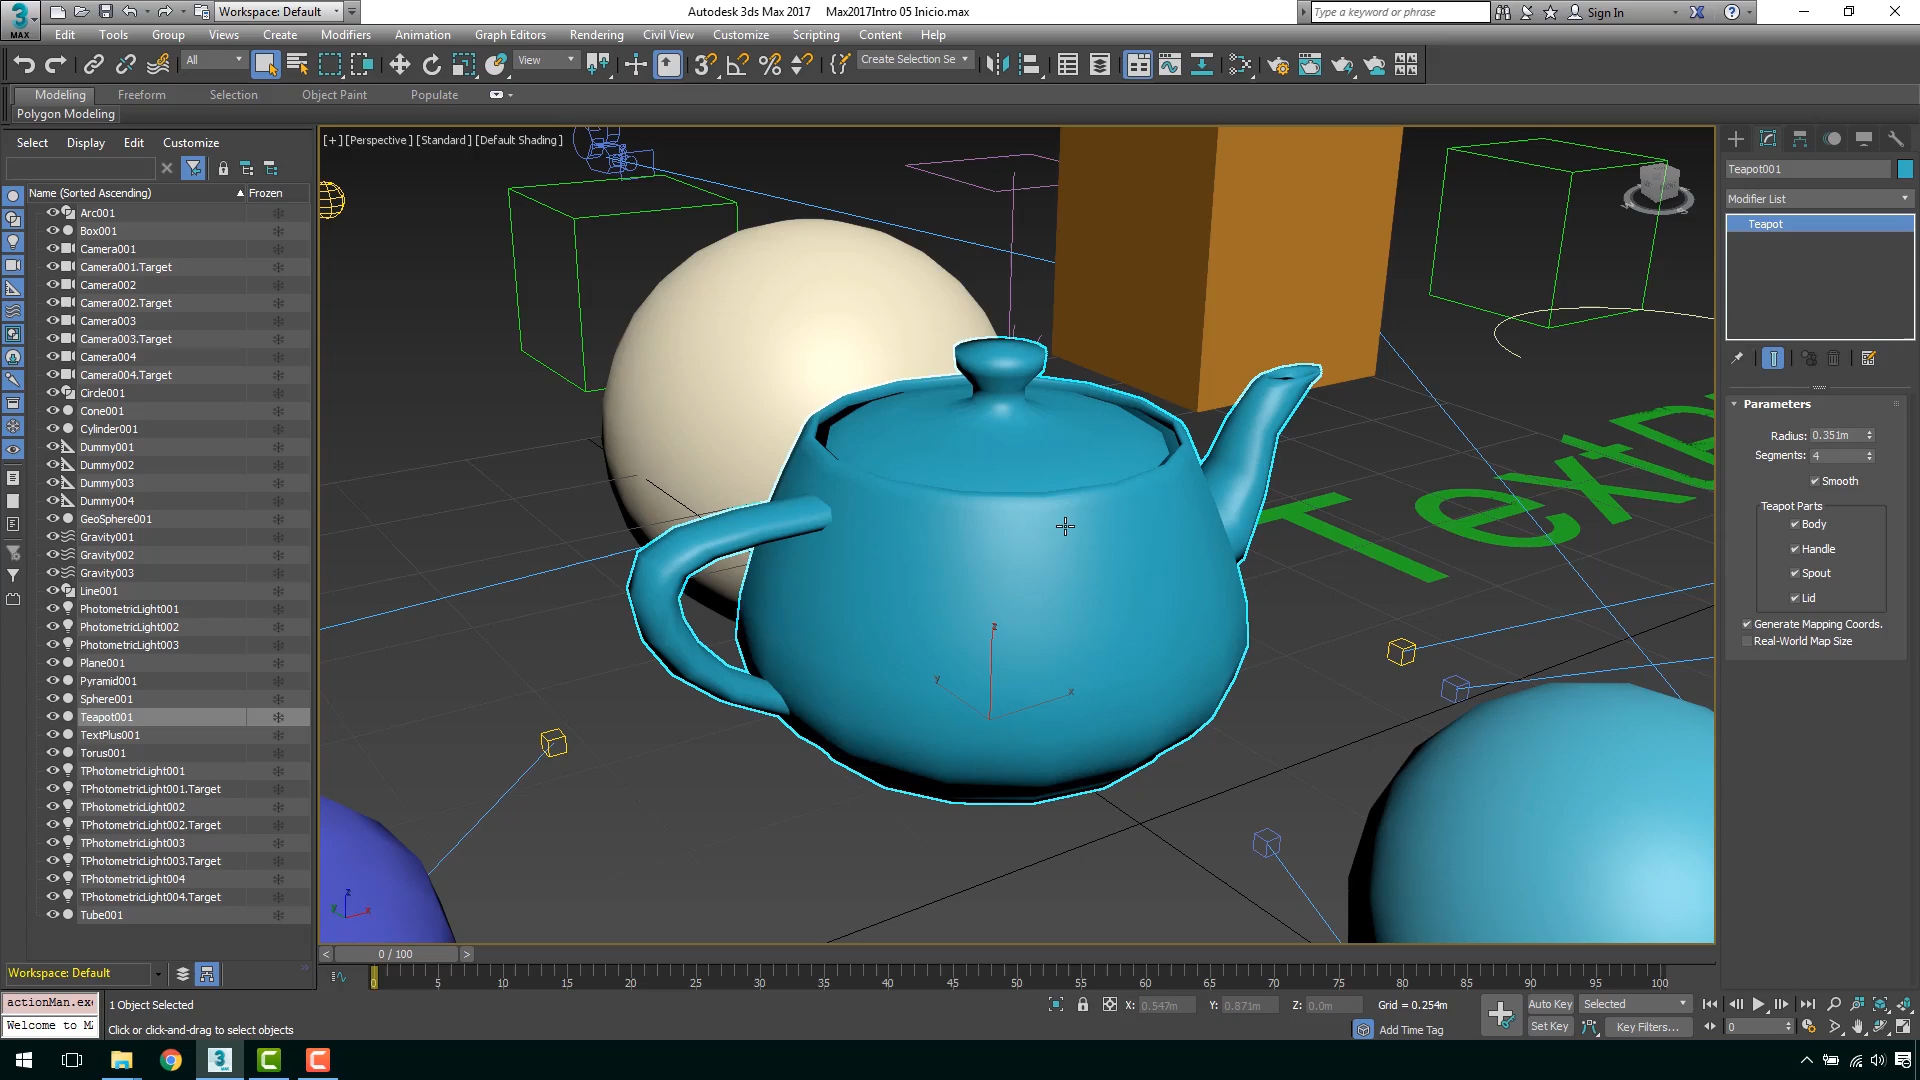 Workspace: Default
Autodesk 3ds Max 2017 Max2017Intro 05 Inicio.max
Type a keyword or phrase
Sign In
MAX
Edit Tools Group Views Create Modifiers Animation Graph Editors Rendering Civil View Customize Scripting Content Help
All
View
Create Selection Se
Modeling Freeform Selection Object Paint Populate
Polygon Modeling
Select Display Edit Customize
Name (Sorted Ascending) Frozen
Arc001
Box001
Camera001
Camera001.Target
Camera002
Camera002.Target
Camera003
Camera003.Target
Camera004
Camera004.Target
Circle001
Cone001
Cylinder001
Dummy001
Dummy002
Dummy003
Dummy004
GeoSphere001
Gravity001
Gravity002
Gravity003
Line001
PhotometricLight001
PhotometricLight002
PhotometricLight003
Plane001
Pyramid001
Sphere001
Teapot001
TextPlus001
Torus001
TPhotometricLight001
TPhotometricLight001.Target
TPhotometricLight002
TPhotometricLight002.Target
TPhotometricLight003
TPhotometricLight003.Target
TPhotometricLight004
TPhotometricLight004.Target
Tube001
[+] [Perspective] [Standard] [Default Shading]
z
y
x
z
y
x
Teapot001
Modifier List
Teapot
Parameters
Radius: 0.351m
Segments: 4
Smooth
Teapot Parts
Body
Handle
Spout
Lid
Generate Mapping Coords.
Real-World Map Size
Workspace: Default
< 0 / 100 >
0 5 10 15 20 25 30 35 40 45 50 55 60 65 70 75 80 85 90 95 100
actionMan.exe
Welcome to M
1 Object Selected
Click or click-and-drag to select objects
X: 0.547m Y: 0.871m Z: 0.0m Grid = 0.254m
Add Time Tag
Auto Key Selected
Set Key Key Filters...
0